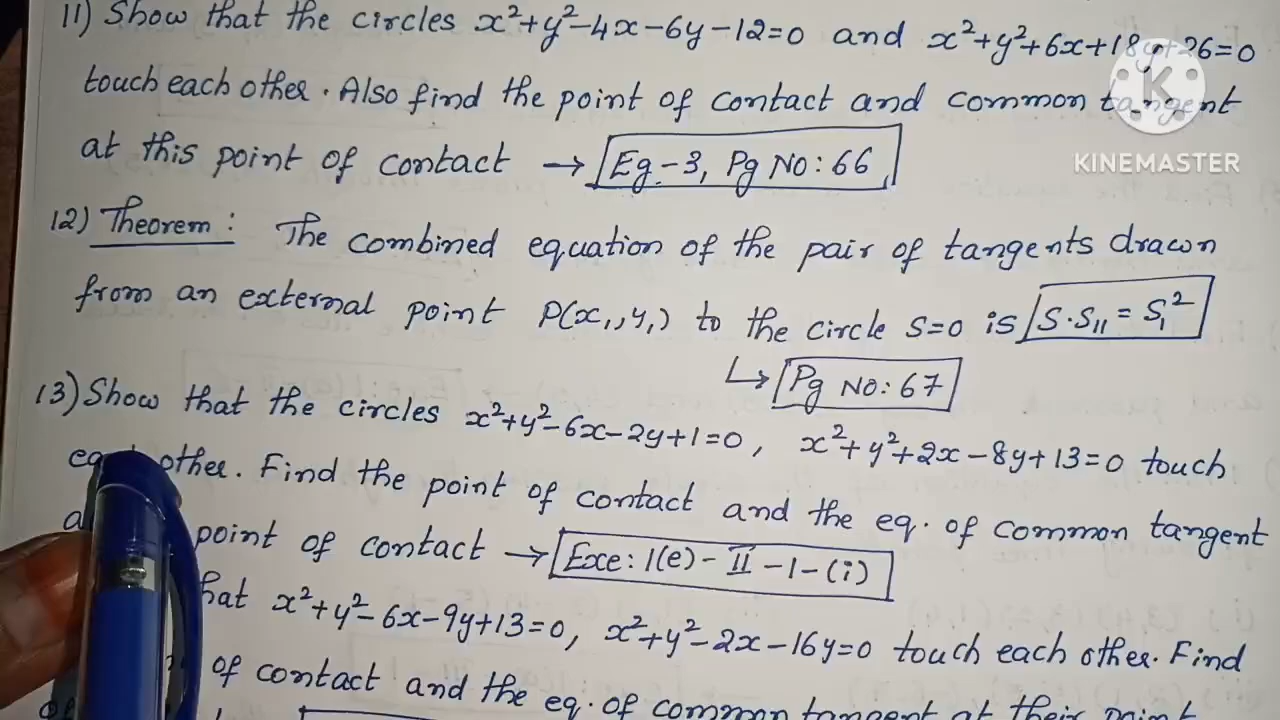 11) Show that the circles x²+y²-4x-6y-12=0 and x²+y²+6x+18y+26=0
touch each other. Also find the point of contact and common tangent
at this point of contact → Eg-3, Pg No: 66
KINEMASTER
12) Theorem: The combined equation of the pair of tangents drawn
from an external point P(x₁, y₁) to the circle S=0 is S·S₁₁ = S₁²
↳ Pg No: 67
13) Show that the circles x²+y²-6x-2y+1=0, x²+y²+2x-8y+13=0 touch
other. Find the point of contact and the eq. of common tangent
point of contact → Exe: 1(e)-II-1-(i)
hat x²+y²-6x-9y+13=0, x²+y²-2x-16y=0 touch each other. Find
of contact and the eq. of common tangent at their point